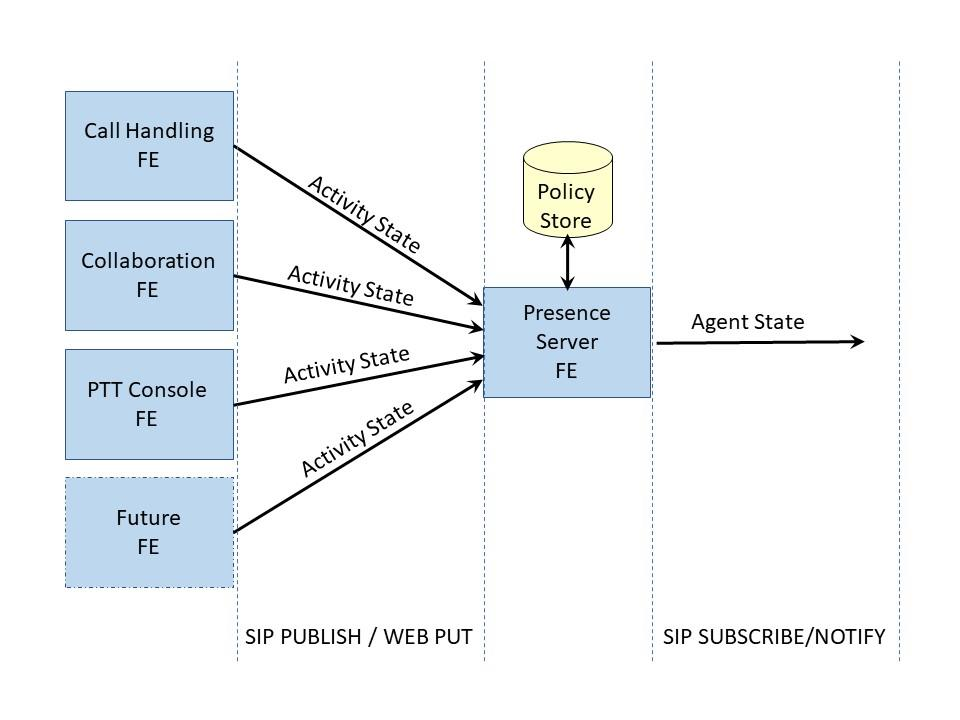 Call Handling
FE
Collaboration
FE
PTT Console
FE
Future
FE
Activity State
Activity State
Activity State
Activity State
Policy
Store
Presence
Server
FE
Agent State
SIP PUBLISH / WEB PUT
SIP SUBSCRIBE/NOTIFY